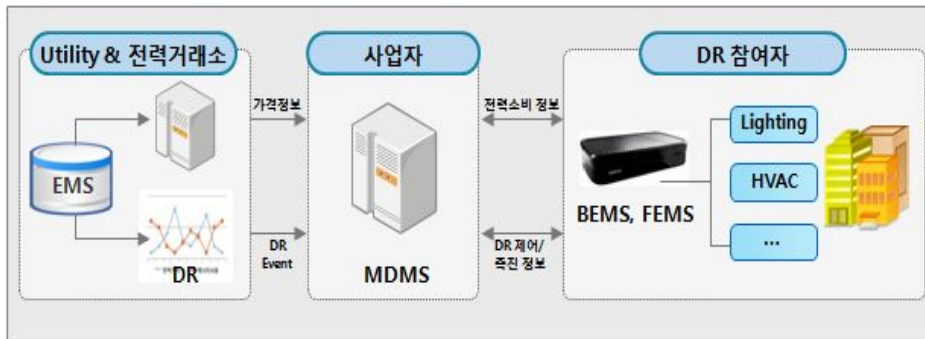 Utility & 전력거래소
사업자
DR 참여자
EMS
DR
가격정보
DR
Event
MDMS
전력소비 정보
DR 제어/
촉진 정보
BEMS, FEMS
Lighting
HVAC
...